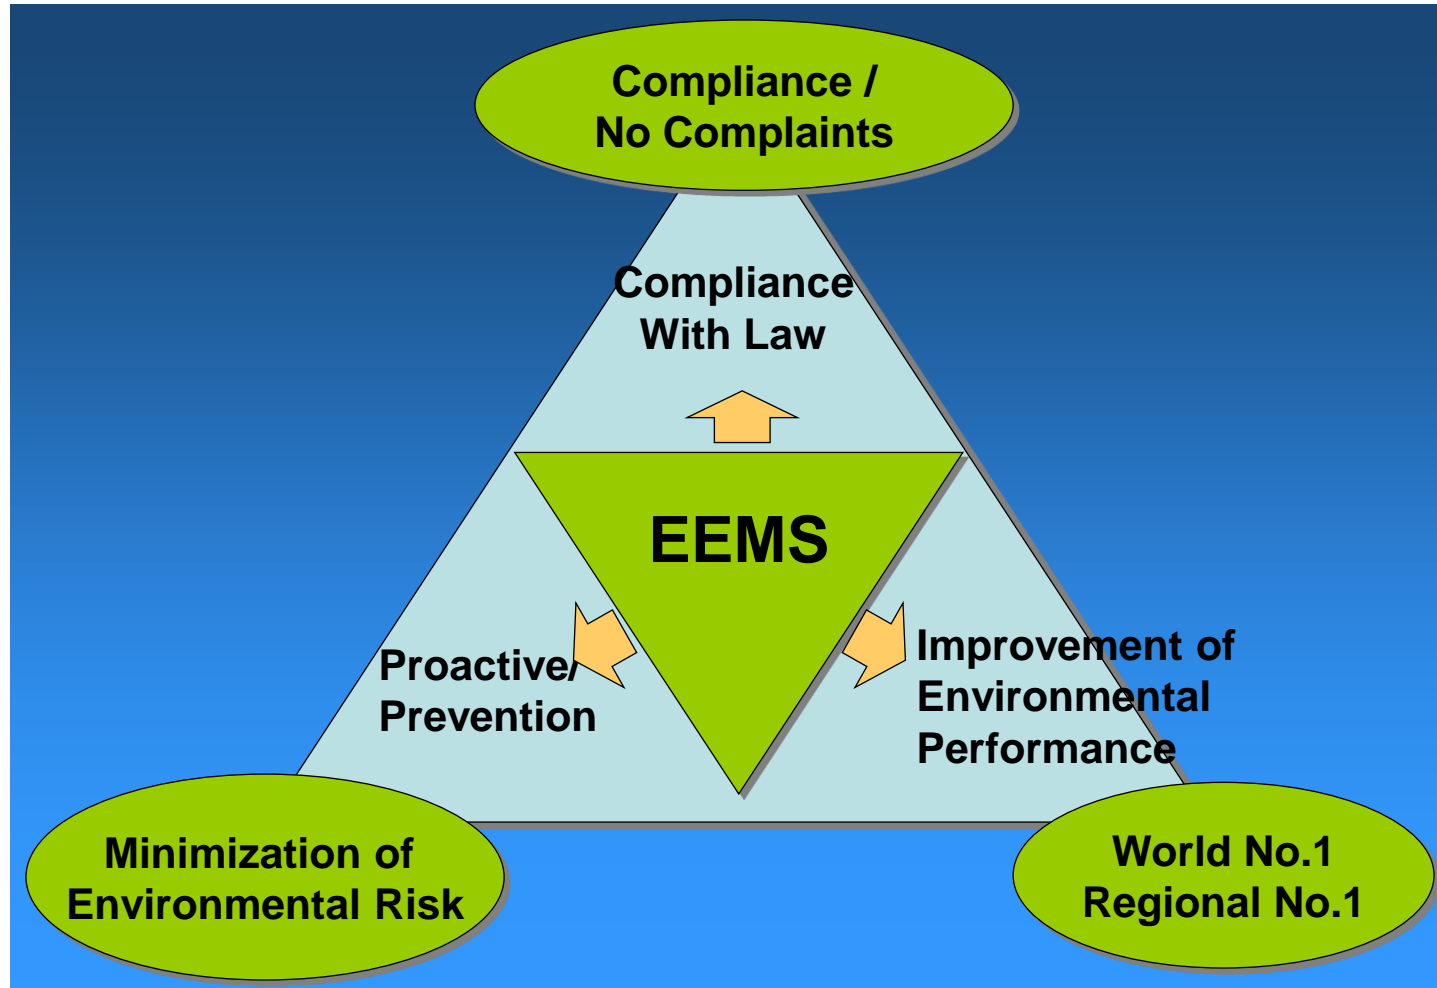 Compliance /
No Complaints
Compliance
With Law
EEMS
Proactive/
Prevention
Improvement of
Environmental
Performance
Minimization of
Environmental Risk
World No.1
Regional No.1